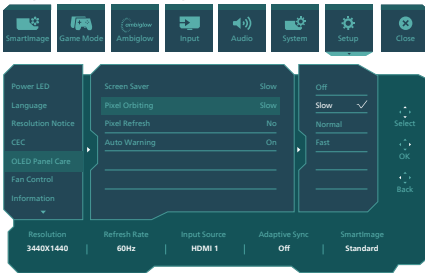 ambiglow
SmartImage Game Mode Ambiglow Input Audio System Setup Close
Power LED
Language
Resolution Notice
CEC
OLED Panel Care
Fan Control
Information
Screen Saver Slow
Pixel Orbiting Slow
Pixel Refresh No
Auto Warning On
Off
Slow
Normal
Fast
Select
OK
Back
Resolution Refresh Rate Input Source Adaptive Sync SmartImage
3440X1440 60Hz HDMI 1 Off Standard